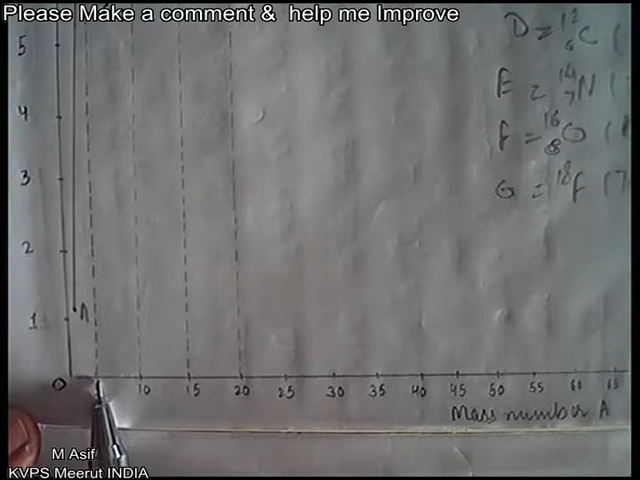 Please Make a comment & help me Improve
D = 12 6 C (
E = 14 7 N (
F = 16 8 O (
G = 18 F (7
5
4
3
2
1
A
0 10 15 20 25 30 35 40 45 50 55 60 65
Mass number A
M Asif
KVPS Meerut INDIA